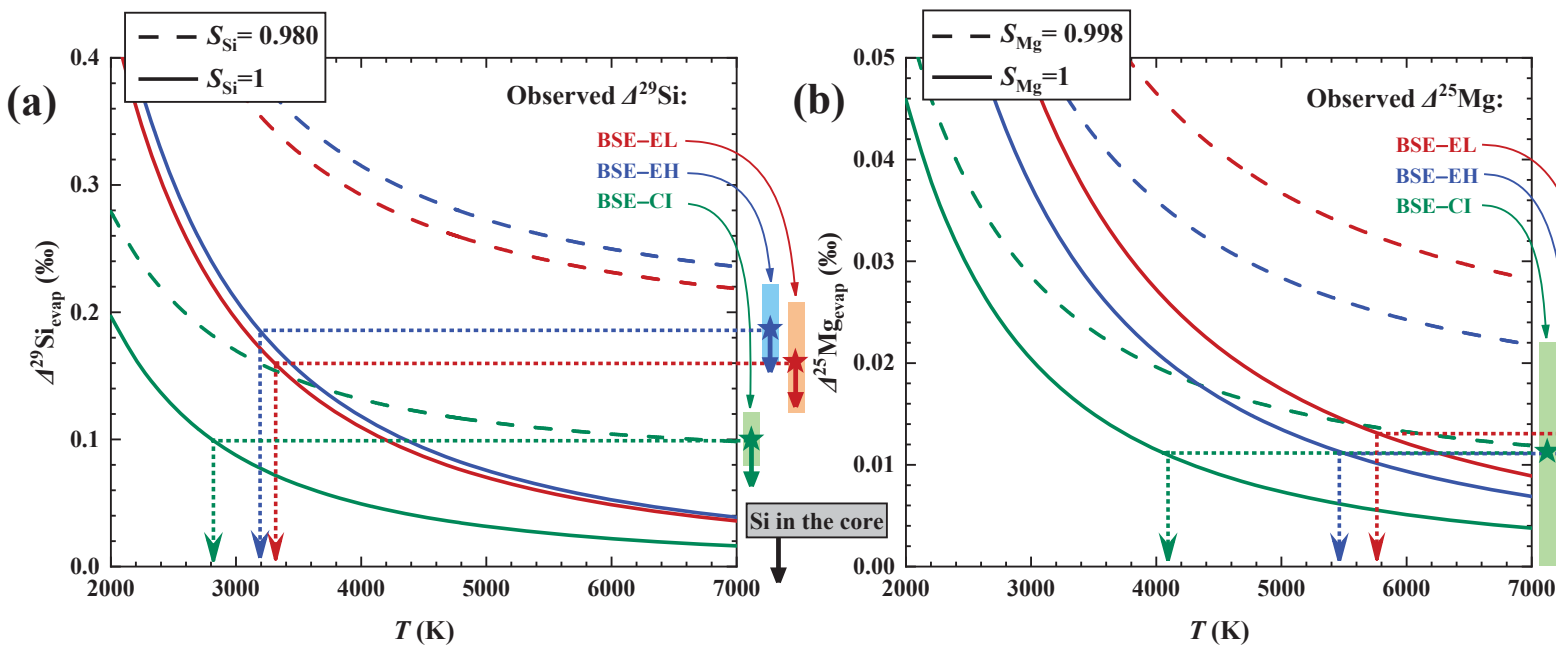 S_Si = 0.980
S_Si=1
(a)
Observed Δ²⁹Si:
BSE–EL
BSE–EH
BSE–CI
0.4
0.3
0.2
0.1
0.0
Δ²⁹Si_evap (‰)
2000 3000 4000 5000 6000 7000
T (K)
Si in the core
S_Mg= 0.998
S_Mg=1
(b)
Observed Δ²⁵Mg:
BSE–EL
BSE–EH
BSE–CI
0.05
0.04
0.03
0.02
0.01
0.00
Δ²⁵Mg_evap (‰)
2000 3000 4000 5000 6000 7000
T (K)